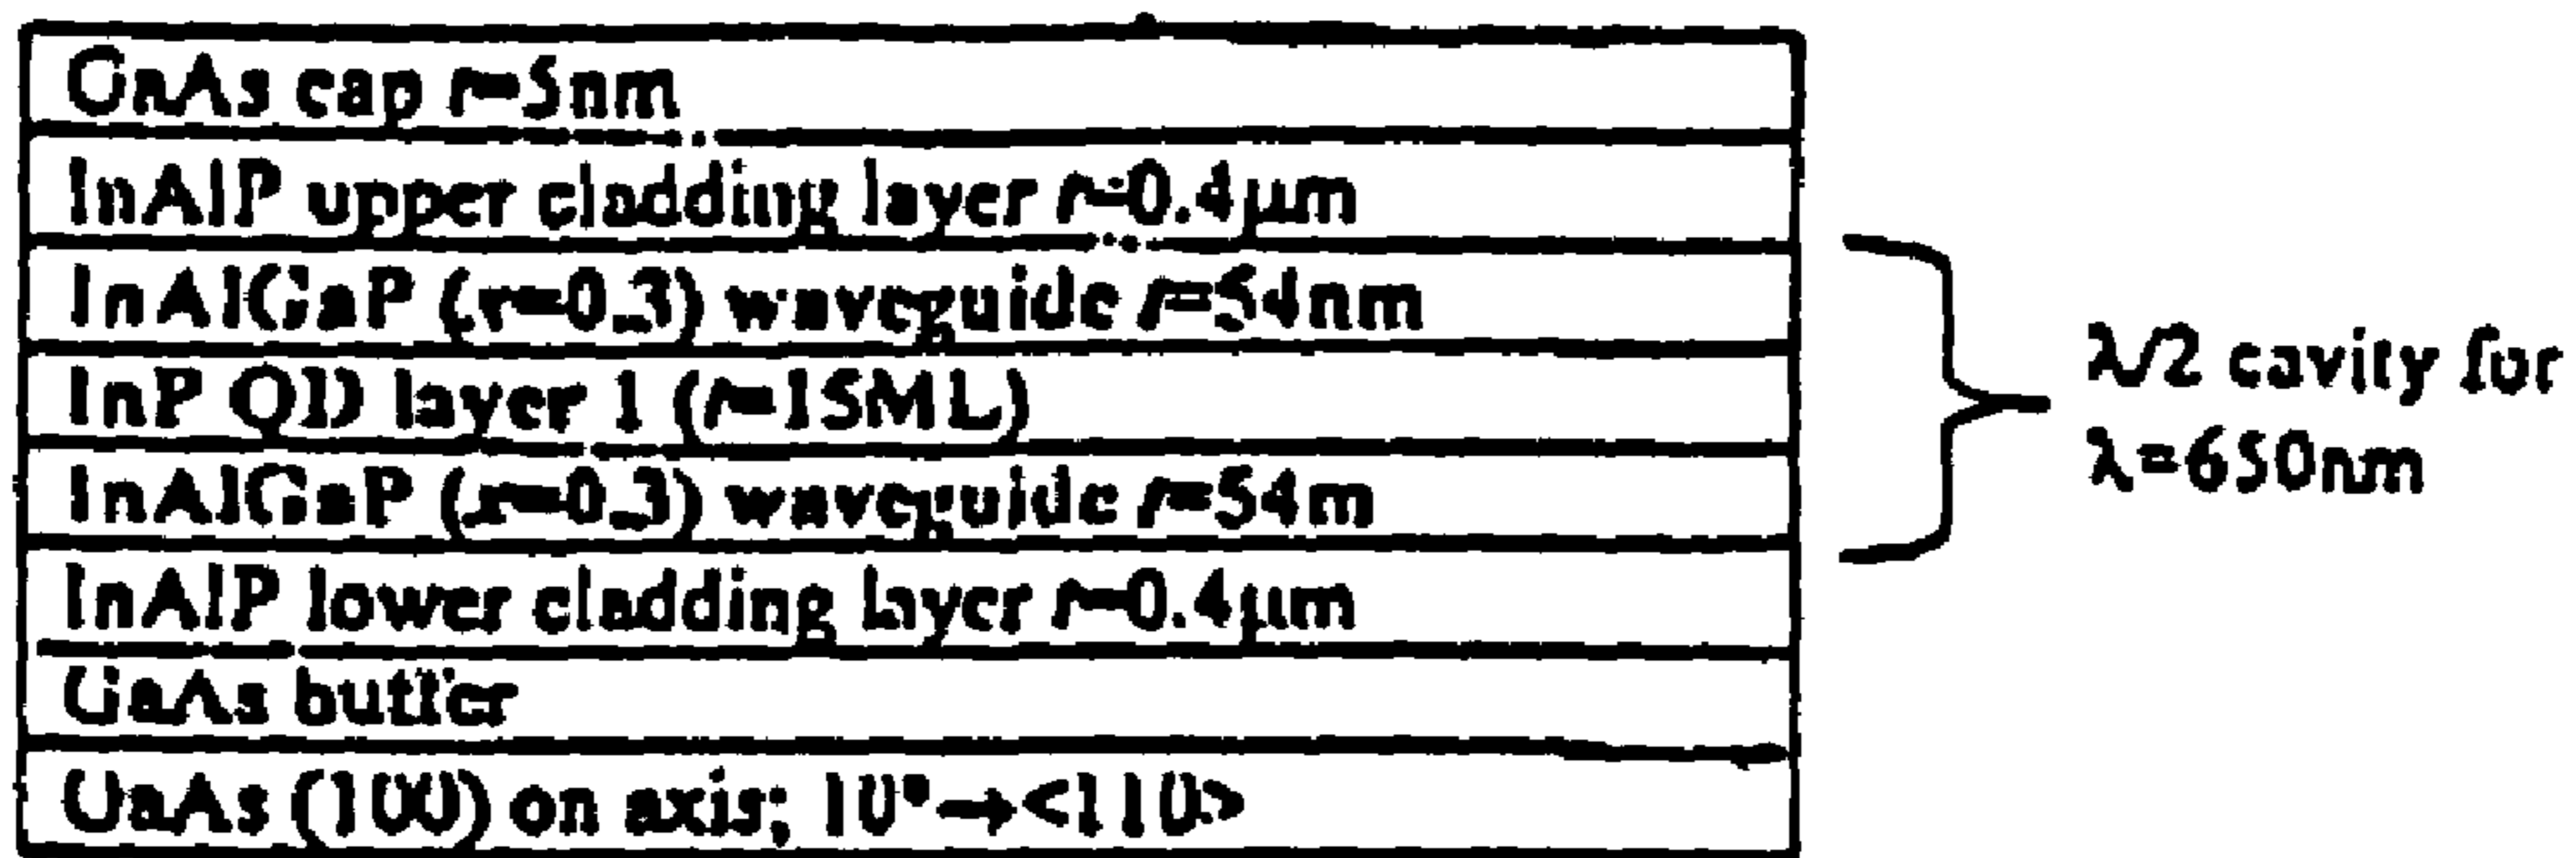 GaAs cap t=5nm
InAlP upper cladding layer t=0.4μm
InAlGaP (x=0.3) waveguide t=54nm
InP QD layer 1 (t=15ML)
InAlGaP (x=0.3) waveguide t=54m
InAlP lower cladding layer t=0.4μm
GaAs buffer
GaAs (100) on axis; 10°→<110>
λ/2 cavity for
λ=650nm